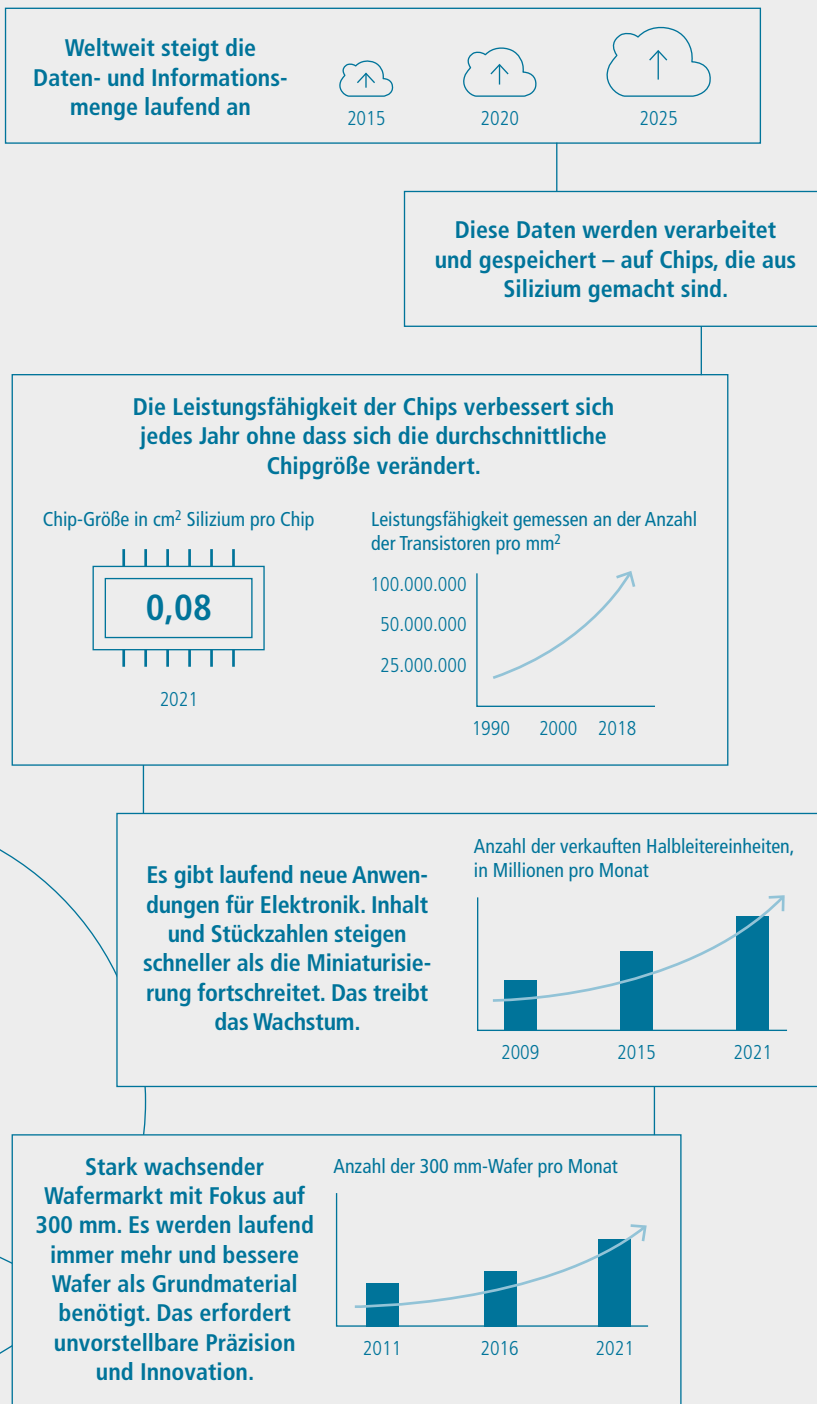 Weltweit steigt die
Daten- und Informations-
menge laufend an
2015
2020
2025
Diese Daten werden verarbeitet
und gespeichert – auf Chips, die aus
Silizium gemacht sind.
Die Leistungsfähigkeit der Chips verbessert sich
jedes Jahr ohne dass sich die durchschnittliche
Chipgröße verändert.
Chip-Größe in cm² Silizium pro Chip
0,08
2021
Leistungsfähigkeit gemessen an der Anzahl
der Transistoren pro mm²
100.000.000
50.000.000
25.000.000
1990 2000 2018
Es gibt laufend neue Anwen-
dungen für Elektronik. Inhalt
und Stückzahlen steigen
schneller als die Miniaturisie-
rung fortschreitet. Das treibt
das Wachstum.
Anzahl der verkauften Halbleitereinheiten,
in Millionen pro Monat
2009 2015 2021
Stark wachsender
Wafermarkt mit Fokus auf
300 mm. Es werden laufend
immer mehr und bessere
Wafer als Grundmaterial
benötigt. Das erfordert
unvorstellbare Präzision
und Innovation.
Anzahl der 300 mm-Wafer pro Monat
2011 2016 2021